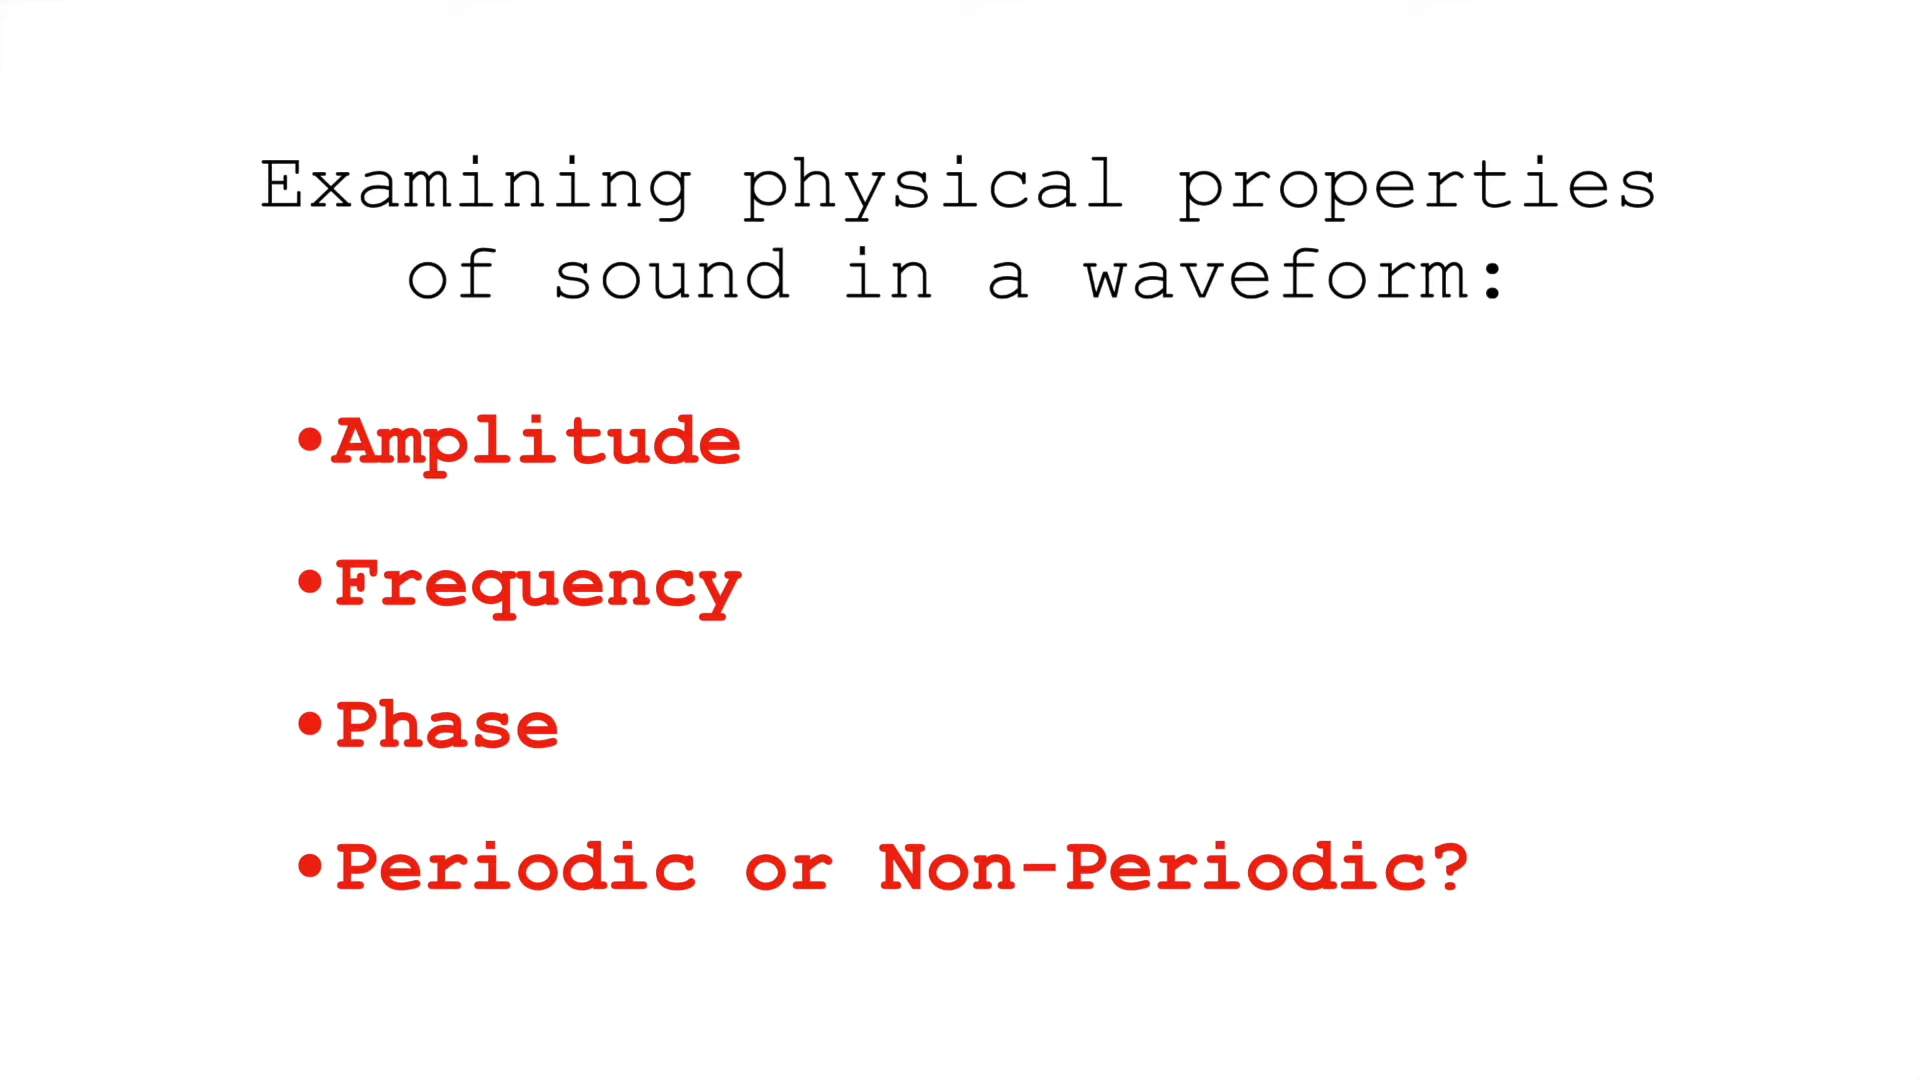 Examining physical properties
of sound in a waveform:
•Amplitude
•Frequency
•Phase
•Periodic or Non-Periodic?